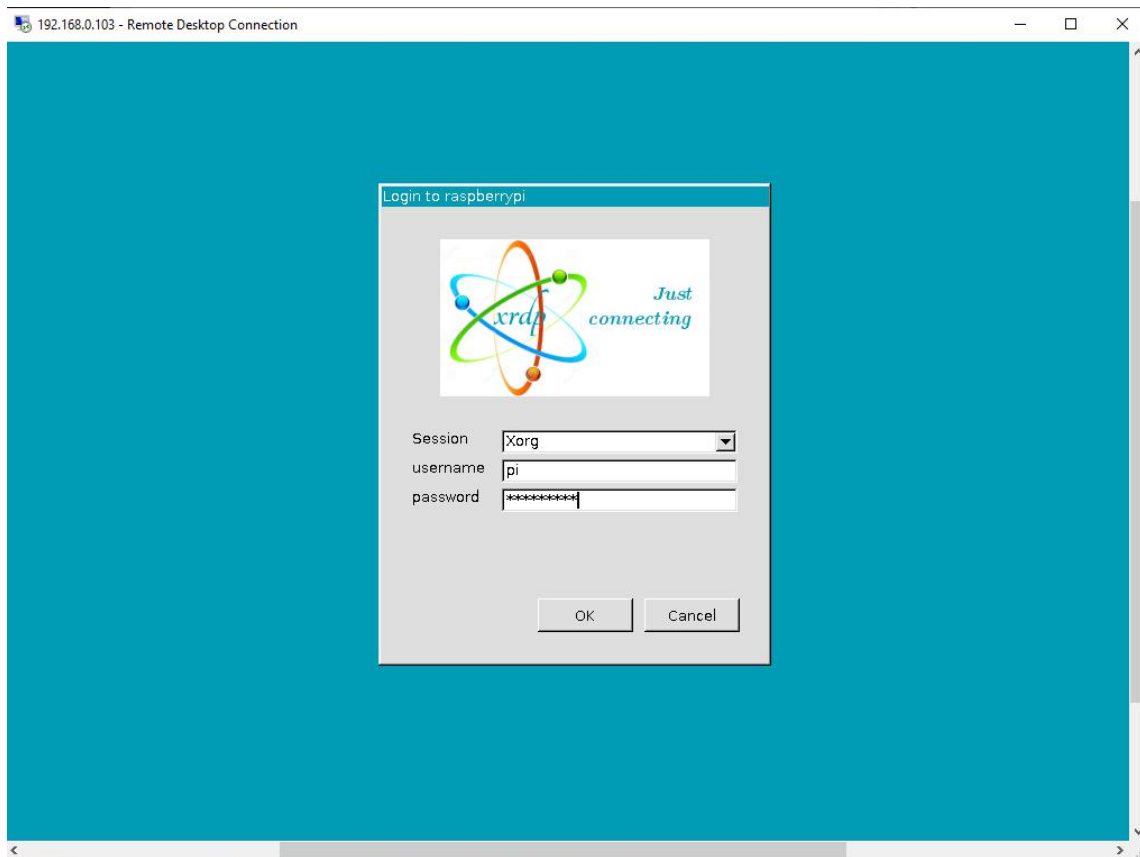 192.168.0.103 - Remote Desktop Connection
Login to raspberrypi
xrdp
Just
connecting
Session Xorg
username pi
password **********
OK Cancel